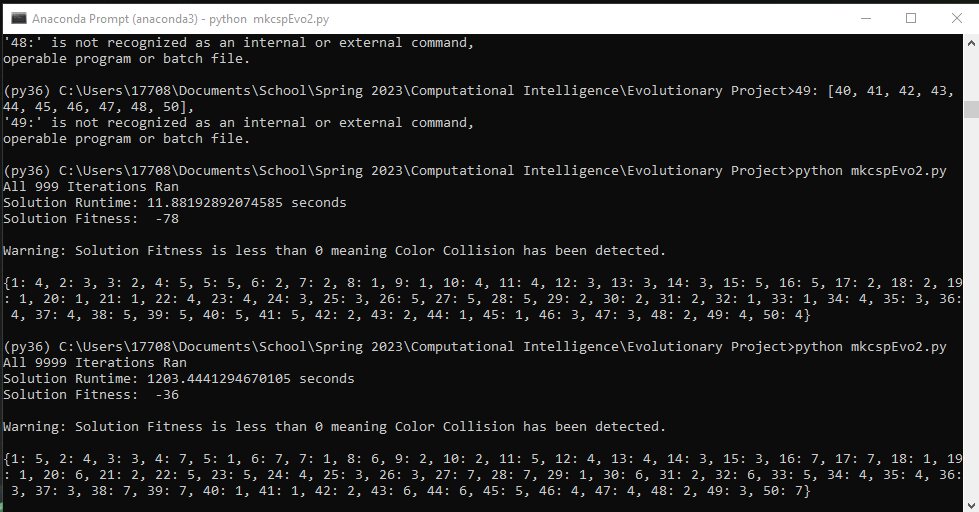 Anaconda Prompt (anaconda3) - python  mkcspEvo2.py
'48:' is not recognized as an internal or external command,
operable program or batch file.
(py36) C:\Users\17708\Documents\School\Spring 2023\Computational Intelligence\Evolutionary Project>49: [40, 41, 42, 43,
44, 45, 46, 47, 48, 50],
'49:' is not recognized as an internal or external command,
operable program or batch file.
(py36) C:\Users\17708\Documents\School\Spring 2023\Computational Intelligence\Evolutionary Project>python mkcspEvo2.py
All 999 Iterations Ran
Solution Runtime: 11.88192892074585 seconds
Solution Fitness:  -78
Warning: Solution Fitness is less than 0 meaning Color Collision has been detected.
{1: 4, 2: 3, 3: 2, 4: 5, 5: 5, 6: 2, 7: 2, 8: 1, 9: 1, 10: 4, 11: 4, 12: 3, 13: 3, 14: 3, 15: 5, 16: 5, 17: 2, 18: 2, 19
: 1, 20: 1, 21: 1, 22: 4, 23: 4, 24: 3, 25: 3, 26: 5, 27: 5, 28: 5, 29: 2, 30: 2, 31: 2, 32: 1, 33: 1, 34: 4, 35: 3, 36:
4, 37: 4, 38: 5, 39: 5, 40: 5, 41: 5, 42: 2, 43: 2, 44: 1, 45: 1, 46: 3, 47: 3, 48: 2, 49: 4, 50: 4}
(py36) C:\Users\17708\Documents\School\Spring 2023\Computational Intelligence\Evolutionary Project>python mkcspEvo2.py
All 9999 Iterations Ran
Solution Runtime: 1203.4441294670105 seconds
Solution Fitness:  -36
Warning: Solution Fitness is less than 0 meaning Color Collision has been detected.
{1: 5, 2: 4, 3: 3, 4: 7, 5: 1, 6: 7, 7: 1, 8: 6, 9: 2, 10: 2, 11: 5, 12: 4, 13: 4, 14: 3, 15: 3, 16: 7, 17: 7, 18: 1, 19
: 1, 20: 6, 21: 2, 22: 5, 23: 5, 24: 4, 25: 3, 26: 3, 27: 7, 28: 7, 29: 1, 30: 6, 31: 2, 32: 6, 33: 5, 34: 4, 35: 4, 36:
3, 37: 3, 38: 7, 39: 7, 40: 1, 41: 1, 42: 2, 43: 6, 44: 6, 45: 5, 46: 4, 47: 4, 48: 2, 49: 3, 50: 7}